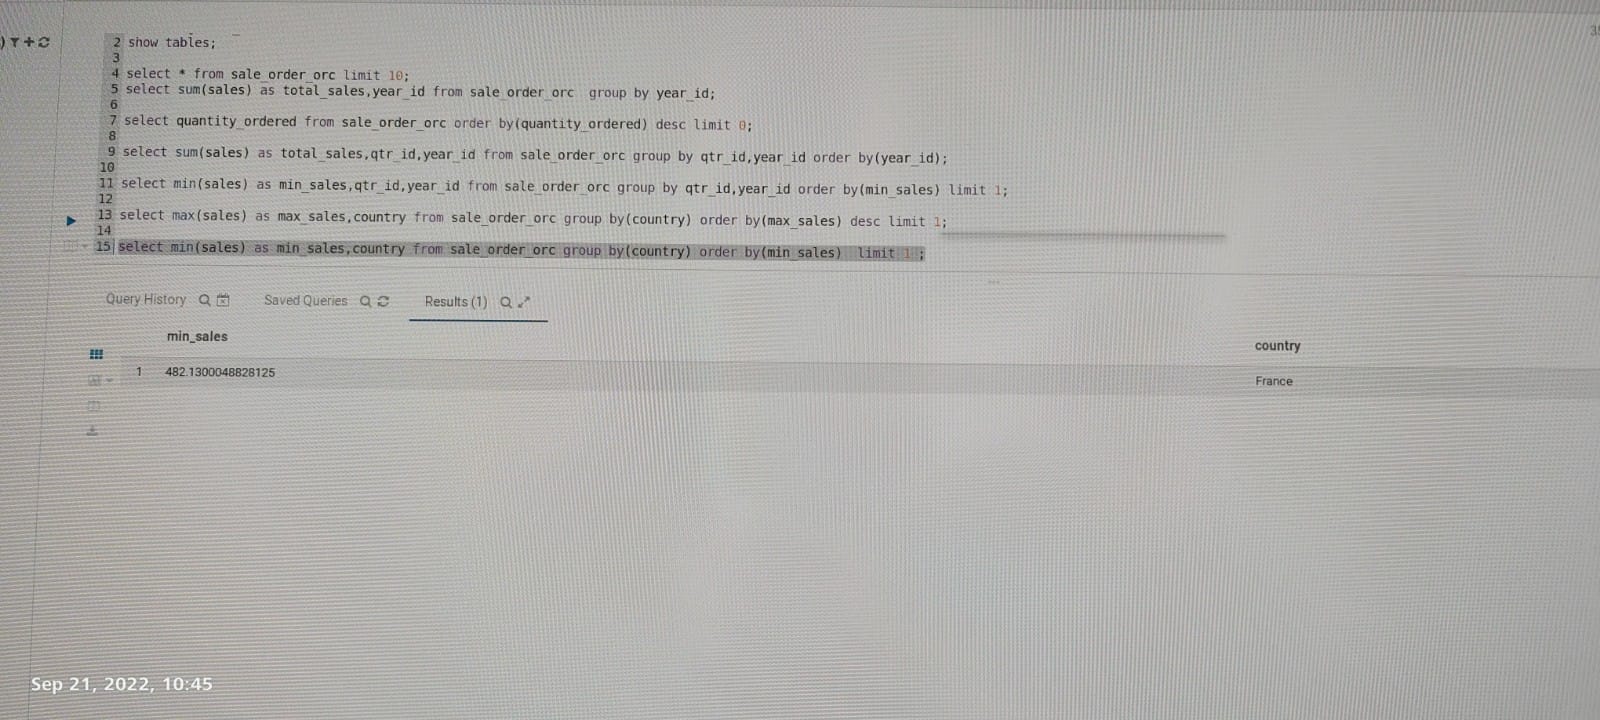 2 show tables;
3
4 select * from sale_order_orc limit 10;
5 select sum(sales) as total_sales,year_id from sale_order_orc  group by year_id;
6
7 select quantity_ordered from sale_order_orc order by(quantity_ordered) desc limit 0;
8
9 select sum(sales) as total_sales,qtr_id,year_id from sale_order_orc group by qtr_id,year_id order by(year_id);
10
11 select min(sales) as min_sales,qtr_id,year_id from sale_order_orc group by qtr_id,year_id order by(min_sales) limit 1;
12
13 select max(sales) as max_sales,country from sale_order_orc group by(country) order by(max_sales) desc limit 1;
14
15 select min(sales) as min_sales,country from sale_order_orc group by(country) order by(min_sales)  limit 1 ;
Query History Saved Queries Results (1)
min_sales country
1 482.1300048828125 France
Sep 21, 2022, 10:45